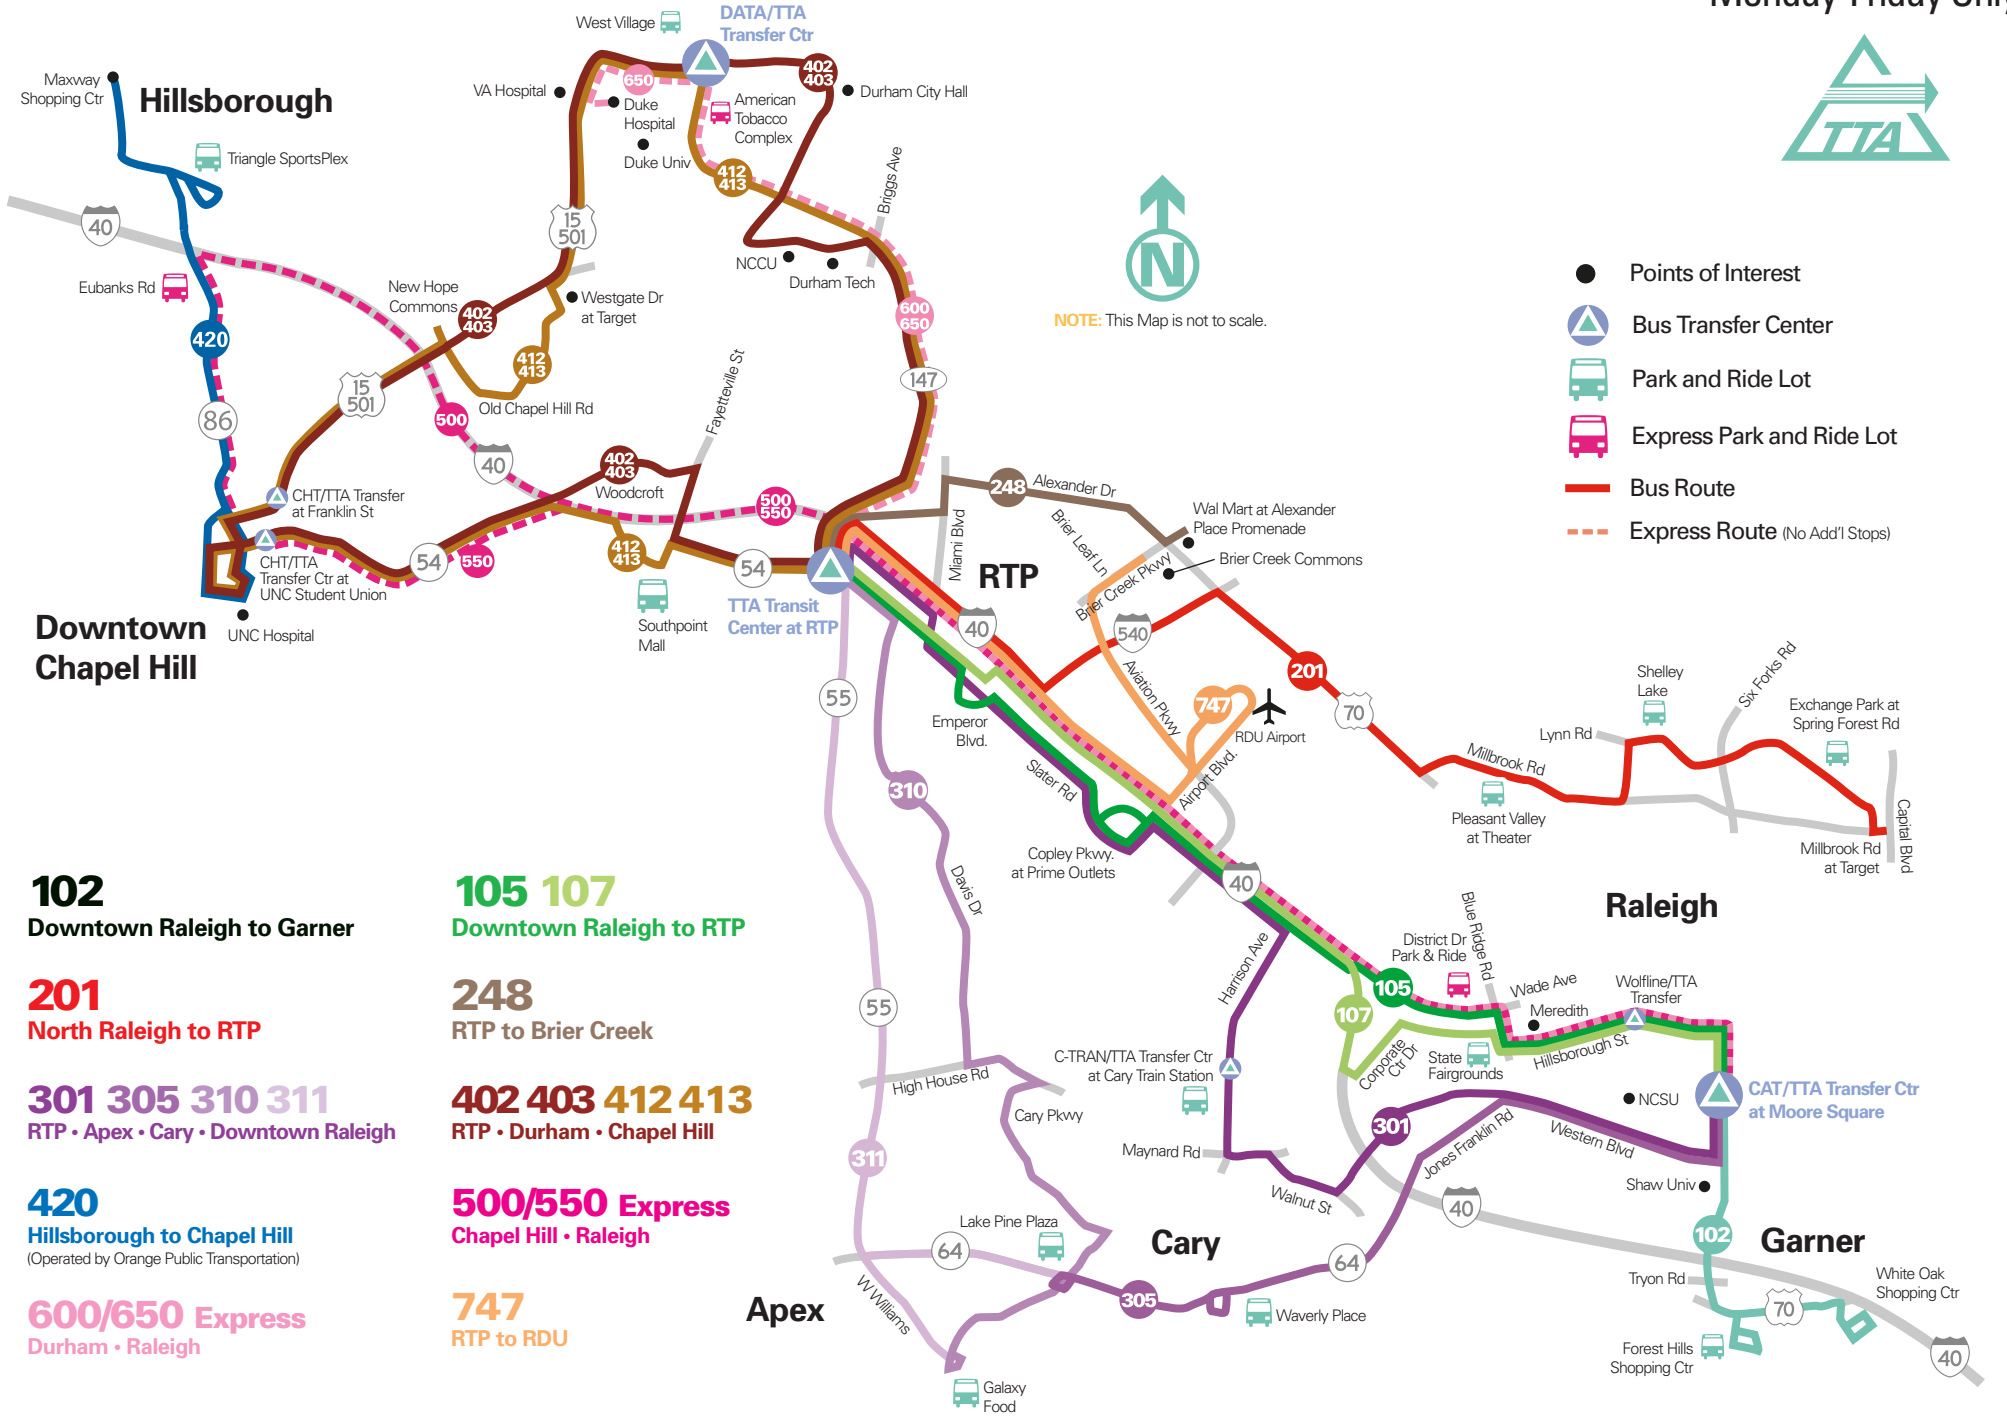 Monday-Friday Only
West Village
DATA/TTA
Transfer Ctr
TTA
Maxway
Shopping Ctr
Hillsborough
VA Hospital
650
402
403
Durham City Hall
Duke
Hospital
Duke Univ
American
Tobacco
Complex
Triangle SportsPlex
412
413
Briggs Ave
40
15
501
NCCU
Durham Tech
N
NOTE: This Map is not to scale.
Points of Interest
Bus Transfer Center
Park and Ride Lot
Express Park and Ride Lot
Bus Route
Express Route (No Add'l Stops)
Eubanks Rd
New Hope
Commons
402
403
Westgate Dr
at Target
600
650
420
412
413
147
15
501
Old Chapel Hill Rd
Fayetteville St
86
500
40
402
403
Woodcroft
CHT/TTA Transfer
at Franklin St
500
550
248
Alexander Dr
Miami Blvd
Brier Leaf Ln
Wal Mart at Alexander
Place Promenade
Brier Creek Commons
Brier Creek Pkwy
CHT/TTA
Transfer Ctr at
UNC Student Union
54
550
412
413
54
RTP
UNC Hospital
Downtown
Chapel Hill
Southpoint
Mall
TTA Transit
Center at RTP
40
540
201
55
Aviation Pkwy
747
RDU Airport
70
Emperor
Blvd.
Slater Rd
Airport Blvd.
Lynn Rd
Shelley
Lake
Six Forks Rd
Exchange Park at
Spring Forest Rd
Millbrook Rd
Pleasant Valley
at Theater
Millbrook Rd
at Target
Capital Blvd
310
Copley Pkwy.
at Prime Outlets
40
Davis Dr
Raleigh
102
Downtown Raleigh to Garner
105 107
Downtown Raleigh to RTP
201
North Raleigh to RTP
248
RTP to Brier Creek
301 305 310 311
RTP • Apex • Cary • Downtown Raleigh
402 403 412 413
RTP • Durham • Chapel Hill
420
Hillsborough to Chapel Hill
(Operated by Orange Public Transportation)
500/550 Express
Chapel Hill • Raleigh
600/650 Express
Durham • Raleigh
747
RTP to RDU
Harrison Ave
District Dr
Park & Ride
Blue Ridge Rd
105
107
Wade Ave
Meredith
Wolfline/TTA
Transfer
55
Corporate
Ctr Dr
State
Fairgrounds
Hillsborough St
C-TRAN/TTA Transfer Ctr
at Cary Train Station
High House Rd
Cary Pkwy
NCSU
CAT/TTA Transfer Ctr
at Moore Square
301
Jones Franklin Rd
Western Blvd
311
Maynard Rd
Walnut St
Shaw Univ
40
Lake Pine Plaza
64
Cary
64
102
Garner
W Williams
Tryon Rd
White Oak
Shopping Ctr
Apex
305
Waverly Place
70
Forest Hills
Shopping Ctr
40
Galaxy
Food